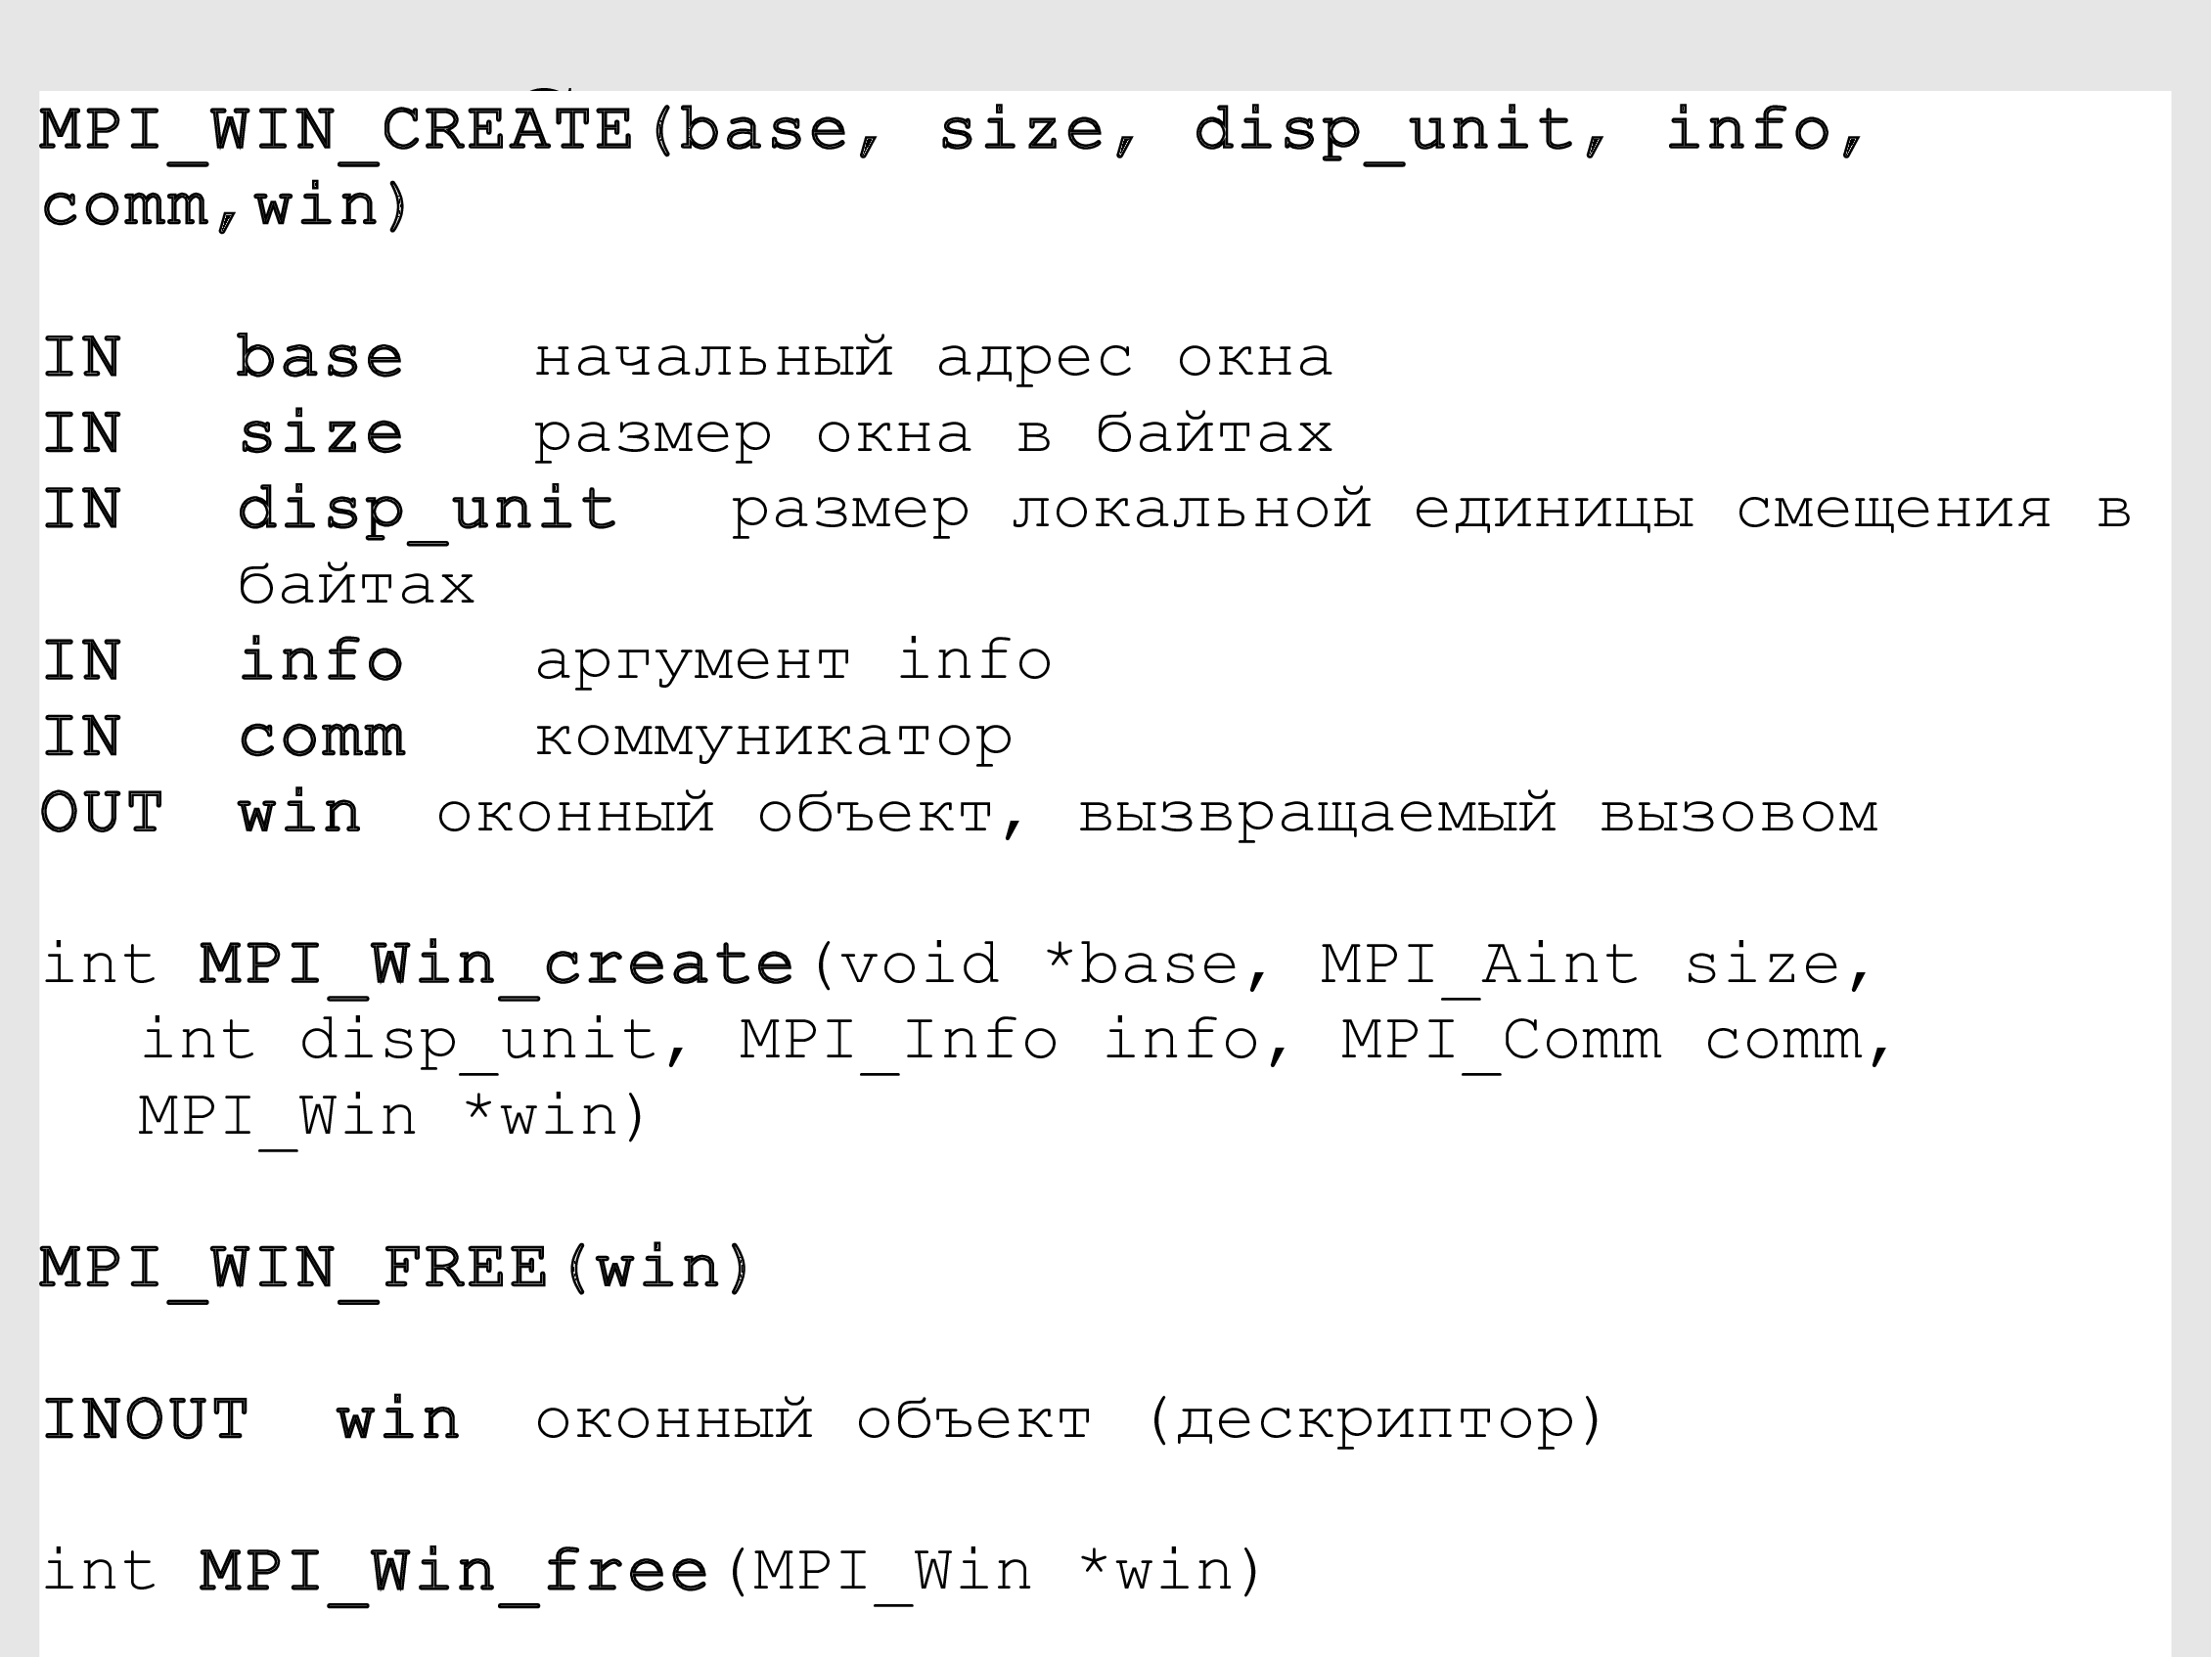 MPI_WIN_CREATE(base, size, disp_unit, info,
comm,win)
IN base начальный адрес окна
IN size размер окна в байтах
IN disp_unit размер локальной единицы смещения в
байтах
IN info аргумент info
IN comm коммуникатор
OUT win оконный объект, вызвращаемый вызовом
int MPI_Win_create(void *base, MPI_Aint size,
int disp_unit, MPI_Info info, MPI_Comm comm,
MPI_Win *win)
MPI_WIN_FREE(win)
INOUT win оконный объект (дескриптор)
int MPI_Win_free(MPI_Win *win)